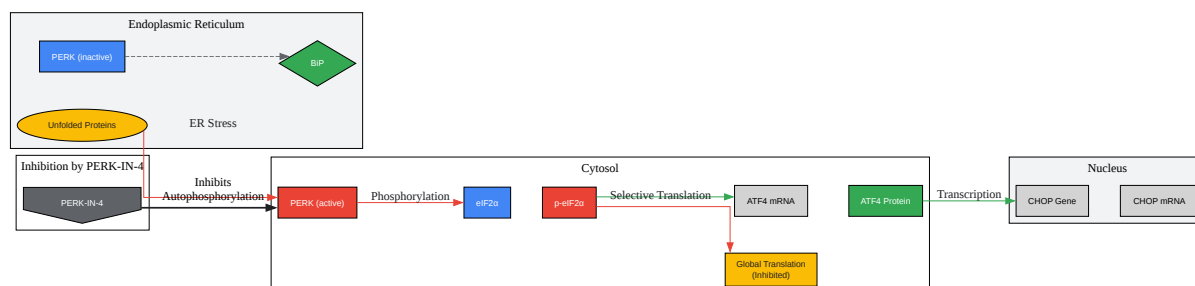 Endoplasmic Reticulum
PERK (inactive)
BiP
Unfolded Proteins
ER Stress
Inhibition by PERK-IN-4
PERK-IN-4
Inhibits
Autophosphorylation
Cytosol
PERK (active)
Phosphorylation
eIF2α
p-eIF2α
Selective Translation
ATF4 mRNA
ATF4 Protein
Global Translation
(Inhibited)
Transcription
Nucleus
CHOP Gene
CHOP mRNA